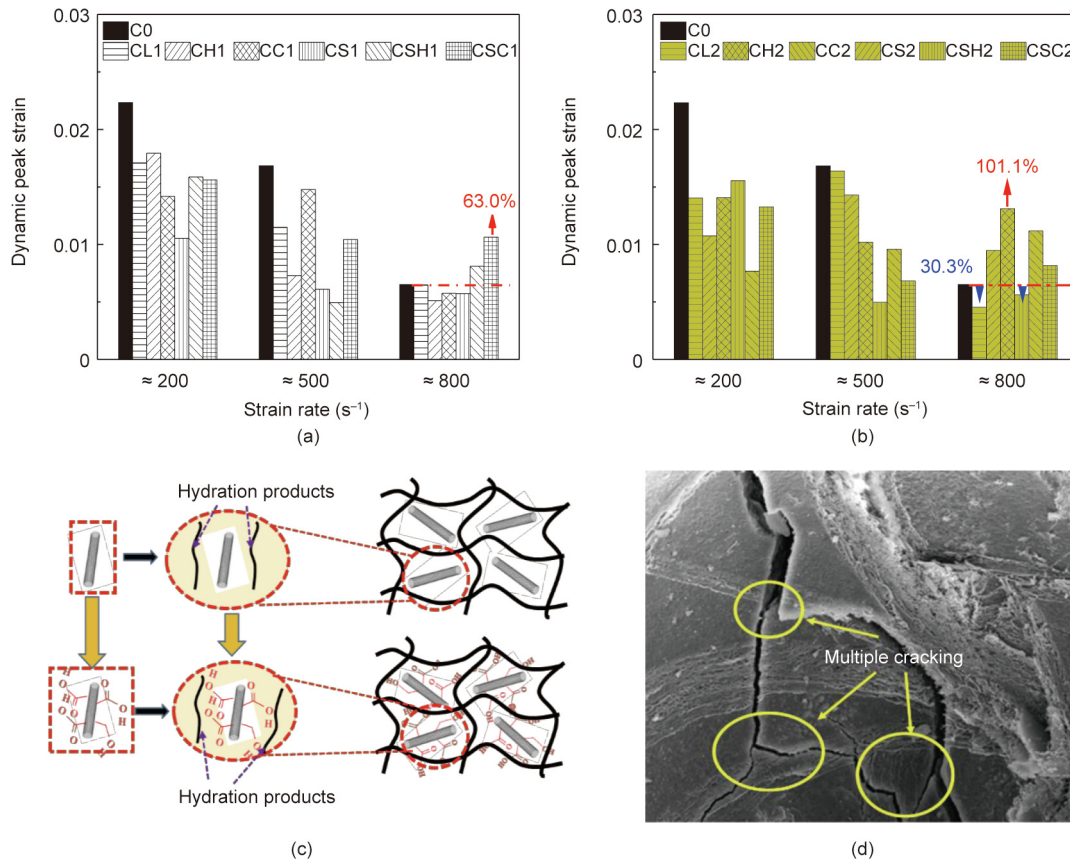 0.03
C0
CL1 CH1 CC1 CS1 CSH1 CSC1
0.02
63.0%
0.01
0
≈ 200 ≈ 500 ≈ 800
Dynamic peak strain
Strain rate (s⁻¹)
(a)
0.03
C0
CL2 CH2 CC2 CS2 CSH2 CSC2
0.02
101.1%
30.3%
0.01
0
≈ 200 ≈ 500 ≈ 800
Dynamic peak strain
Strain rate (s⁻¹)
(b)
Hydration products
Hydration products
(c)
Multiple cracking
(d)